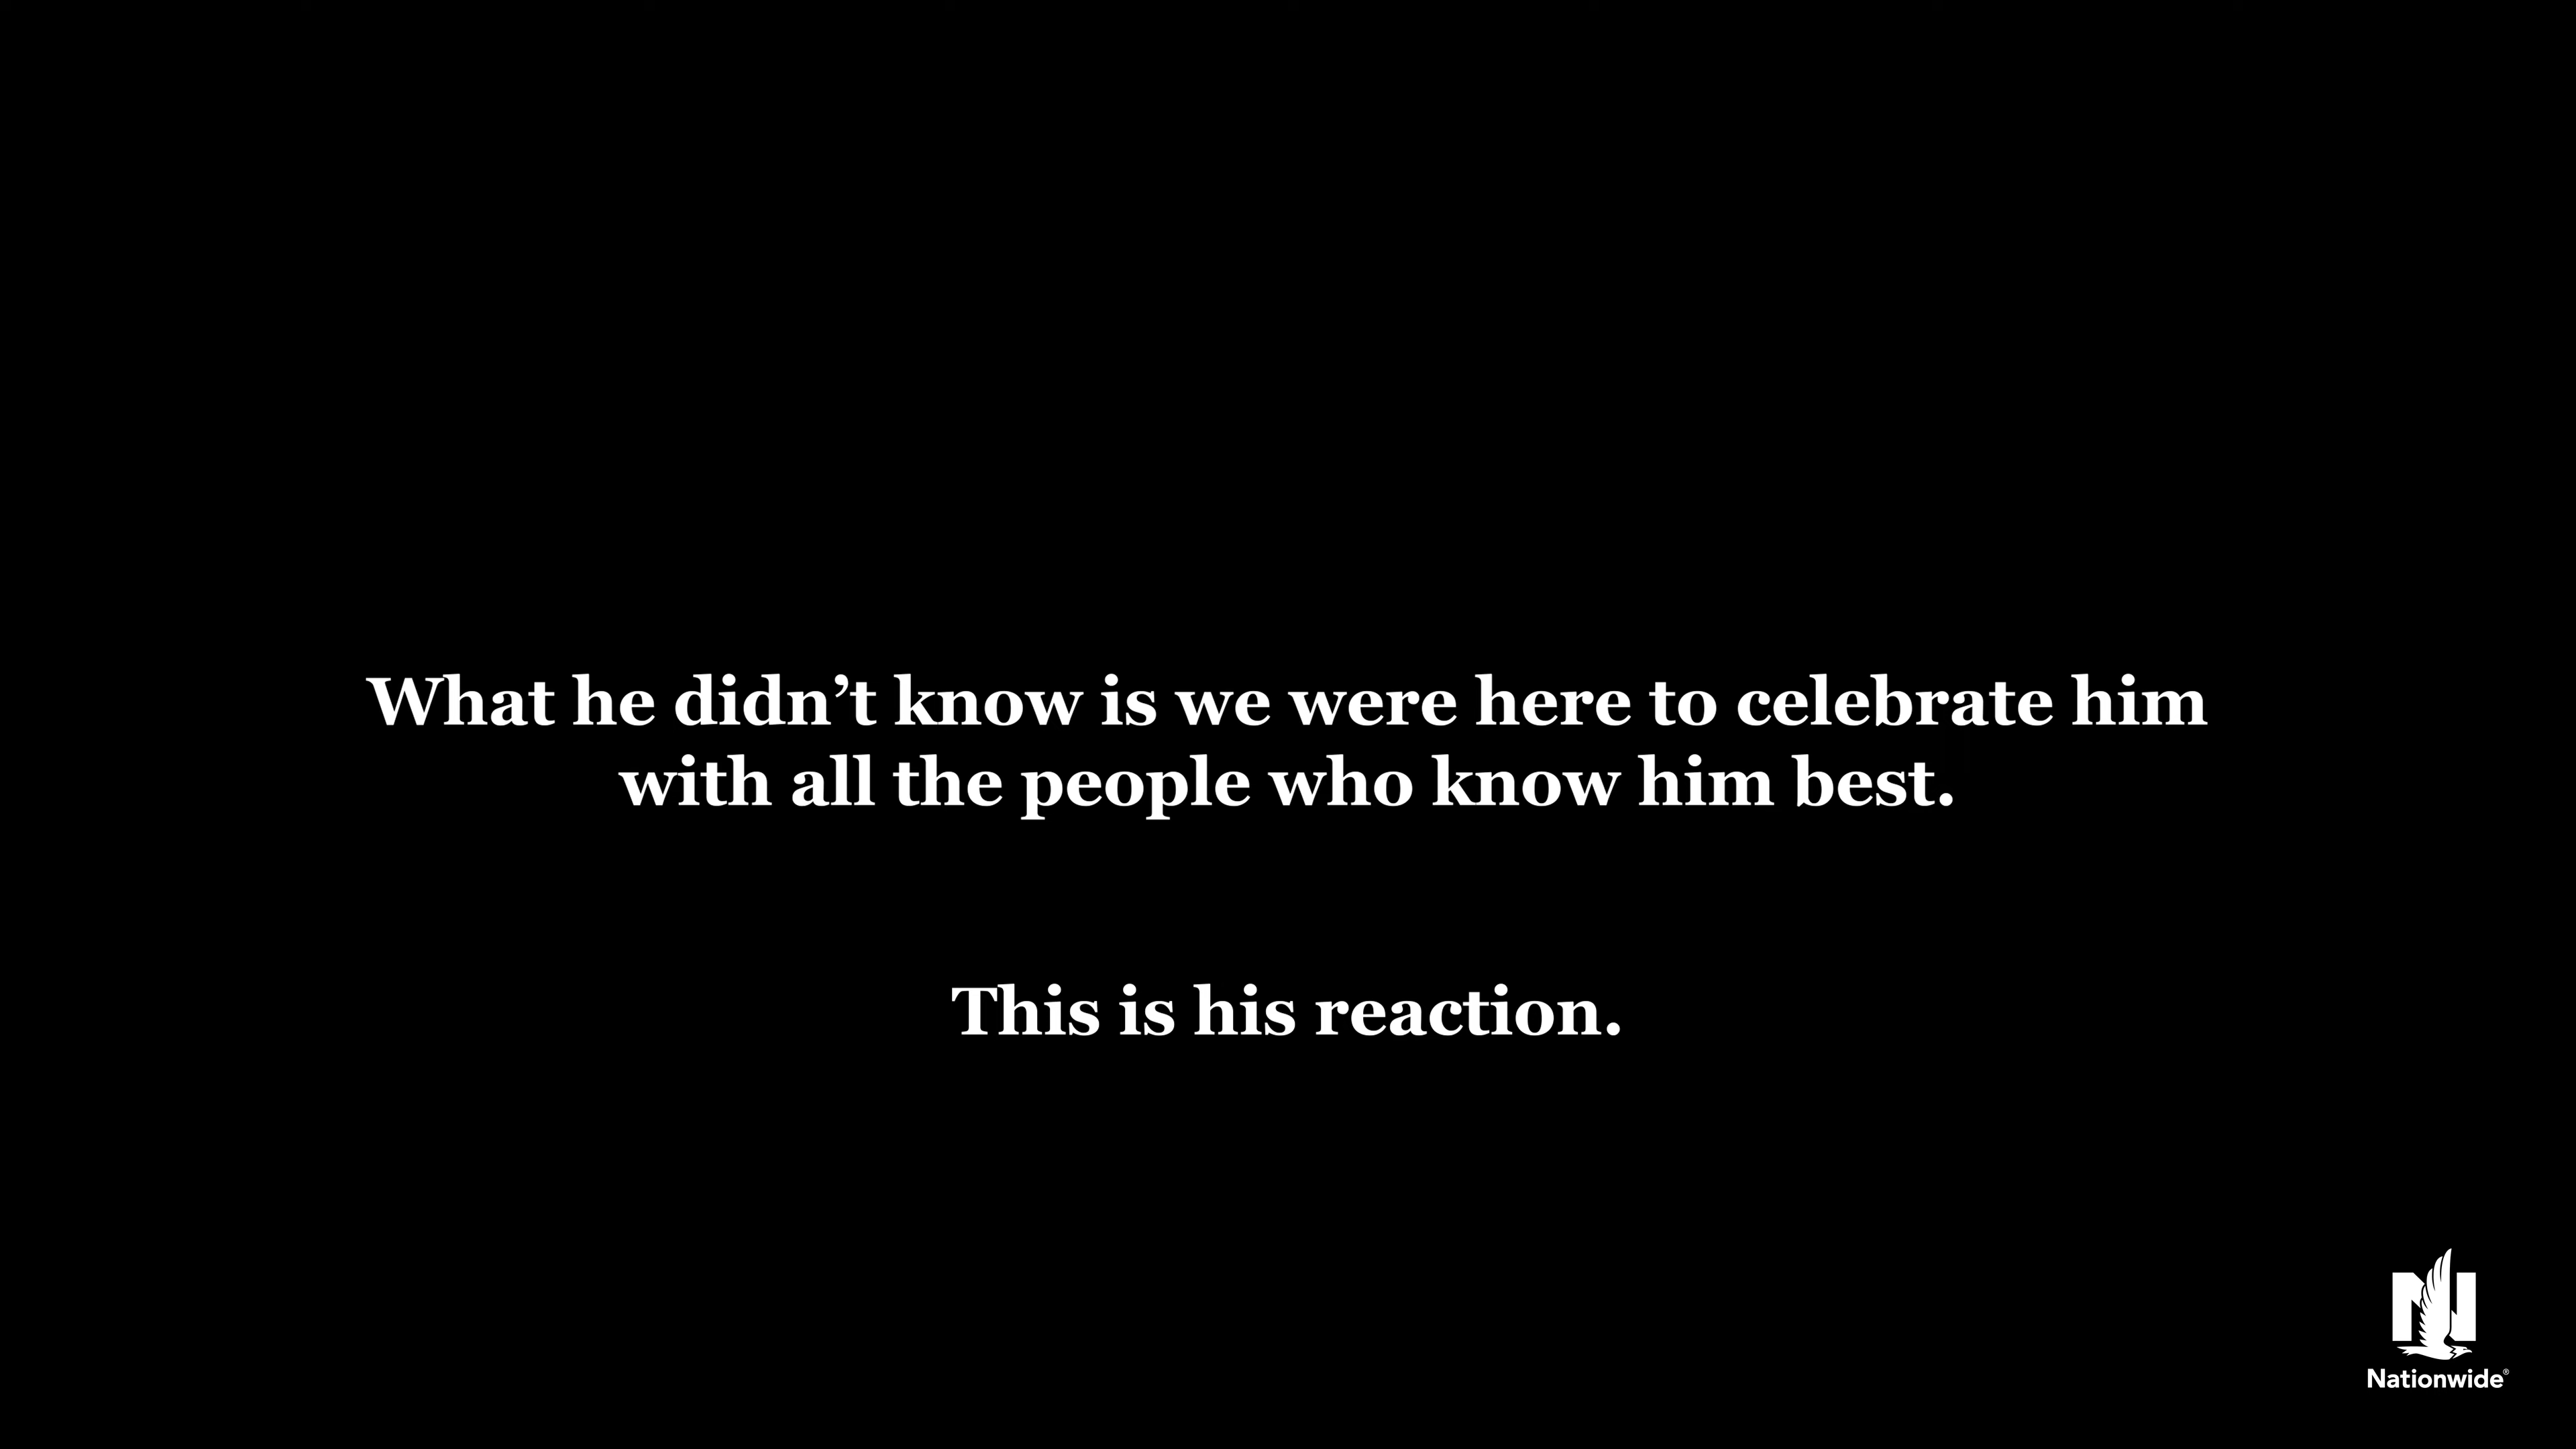 What he didn’t know is we were here to celebrate him
with all the people who know him best.
This is his reaction.
Nationwide®